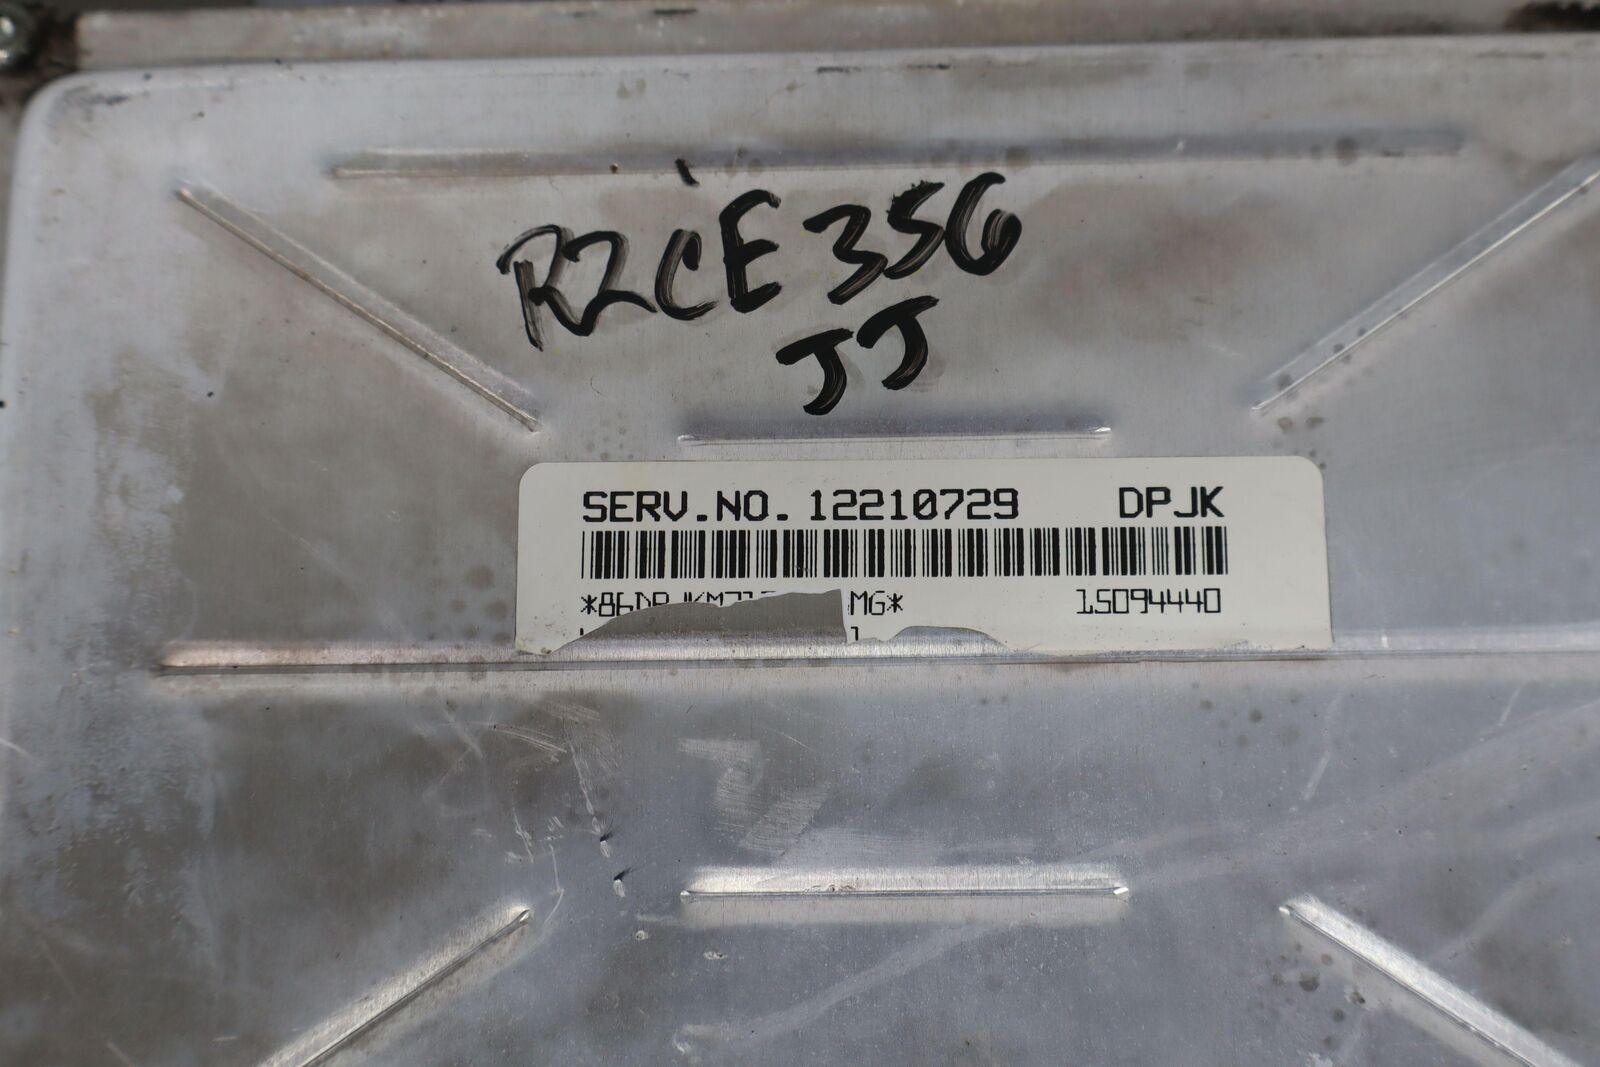 R2CE356
JJ
SERV.NO. 12210729 DPJK
15094440